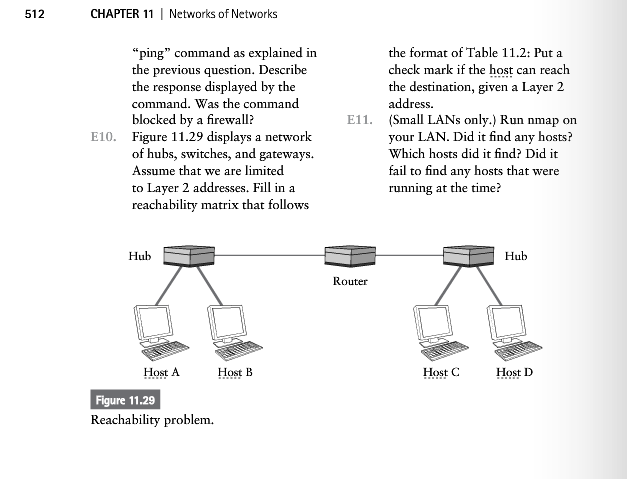 512 CHAPTER 11 | Networks of Networks
“ping” command as explained in
the previous question. Describe
the response displayed by the
command. Was the command
blocked by a firewall?
E10. Figure 11.29 displays a network
of hubs, switches, and gateways.
Assume that we are limited
to Layer 2 addresses. Fill in a
reachability matrix that follows
the format of Table 11.2: Put a
check mark if the host can reach
the destination, given a Layer 2
address.
E11. (Small LANs only.) Run nmap on
your LAN. Did it find any hosts?
Which hosts did it find? Did it
fail to find any hosts that were
running at the time?
Hub
Router
Hub
Host A
Host B
Host C
Host D
Figure 11.29
Reachability problem.